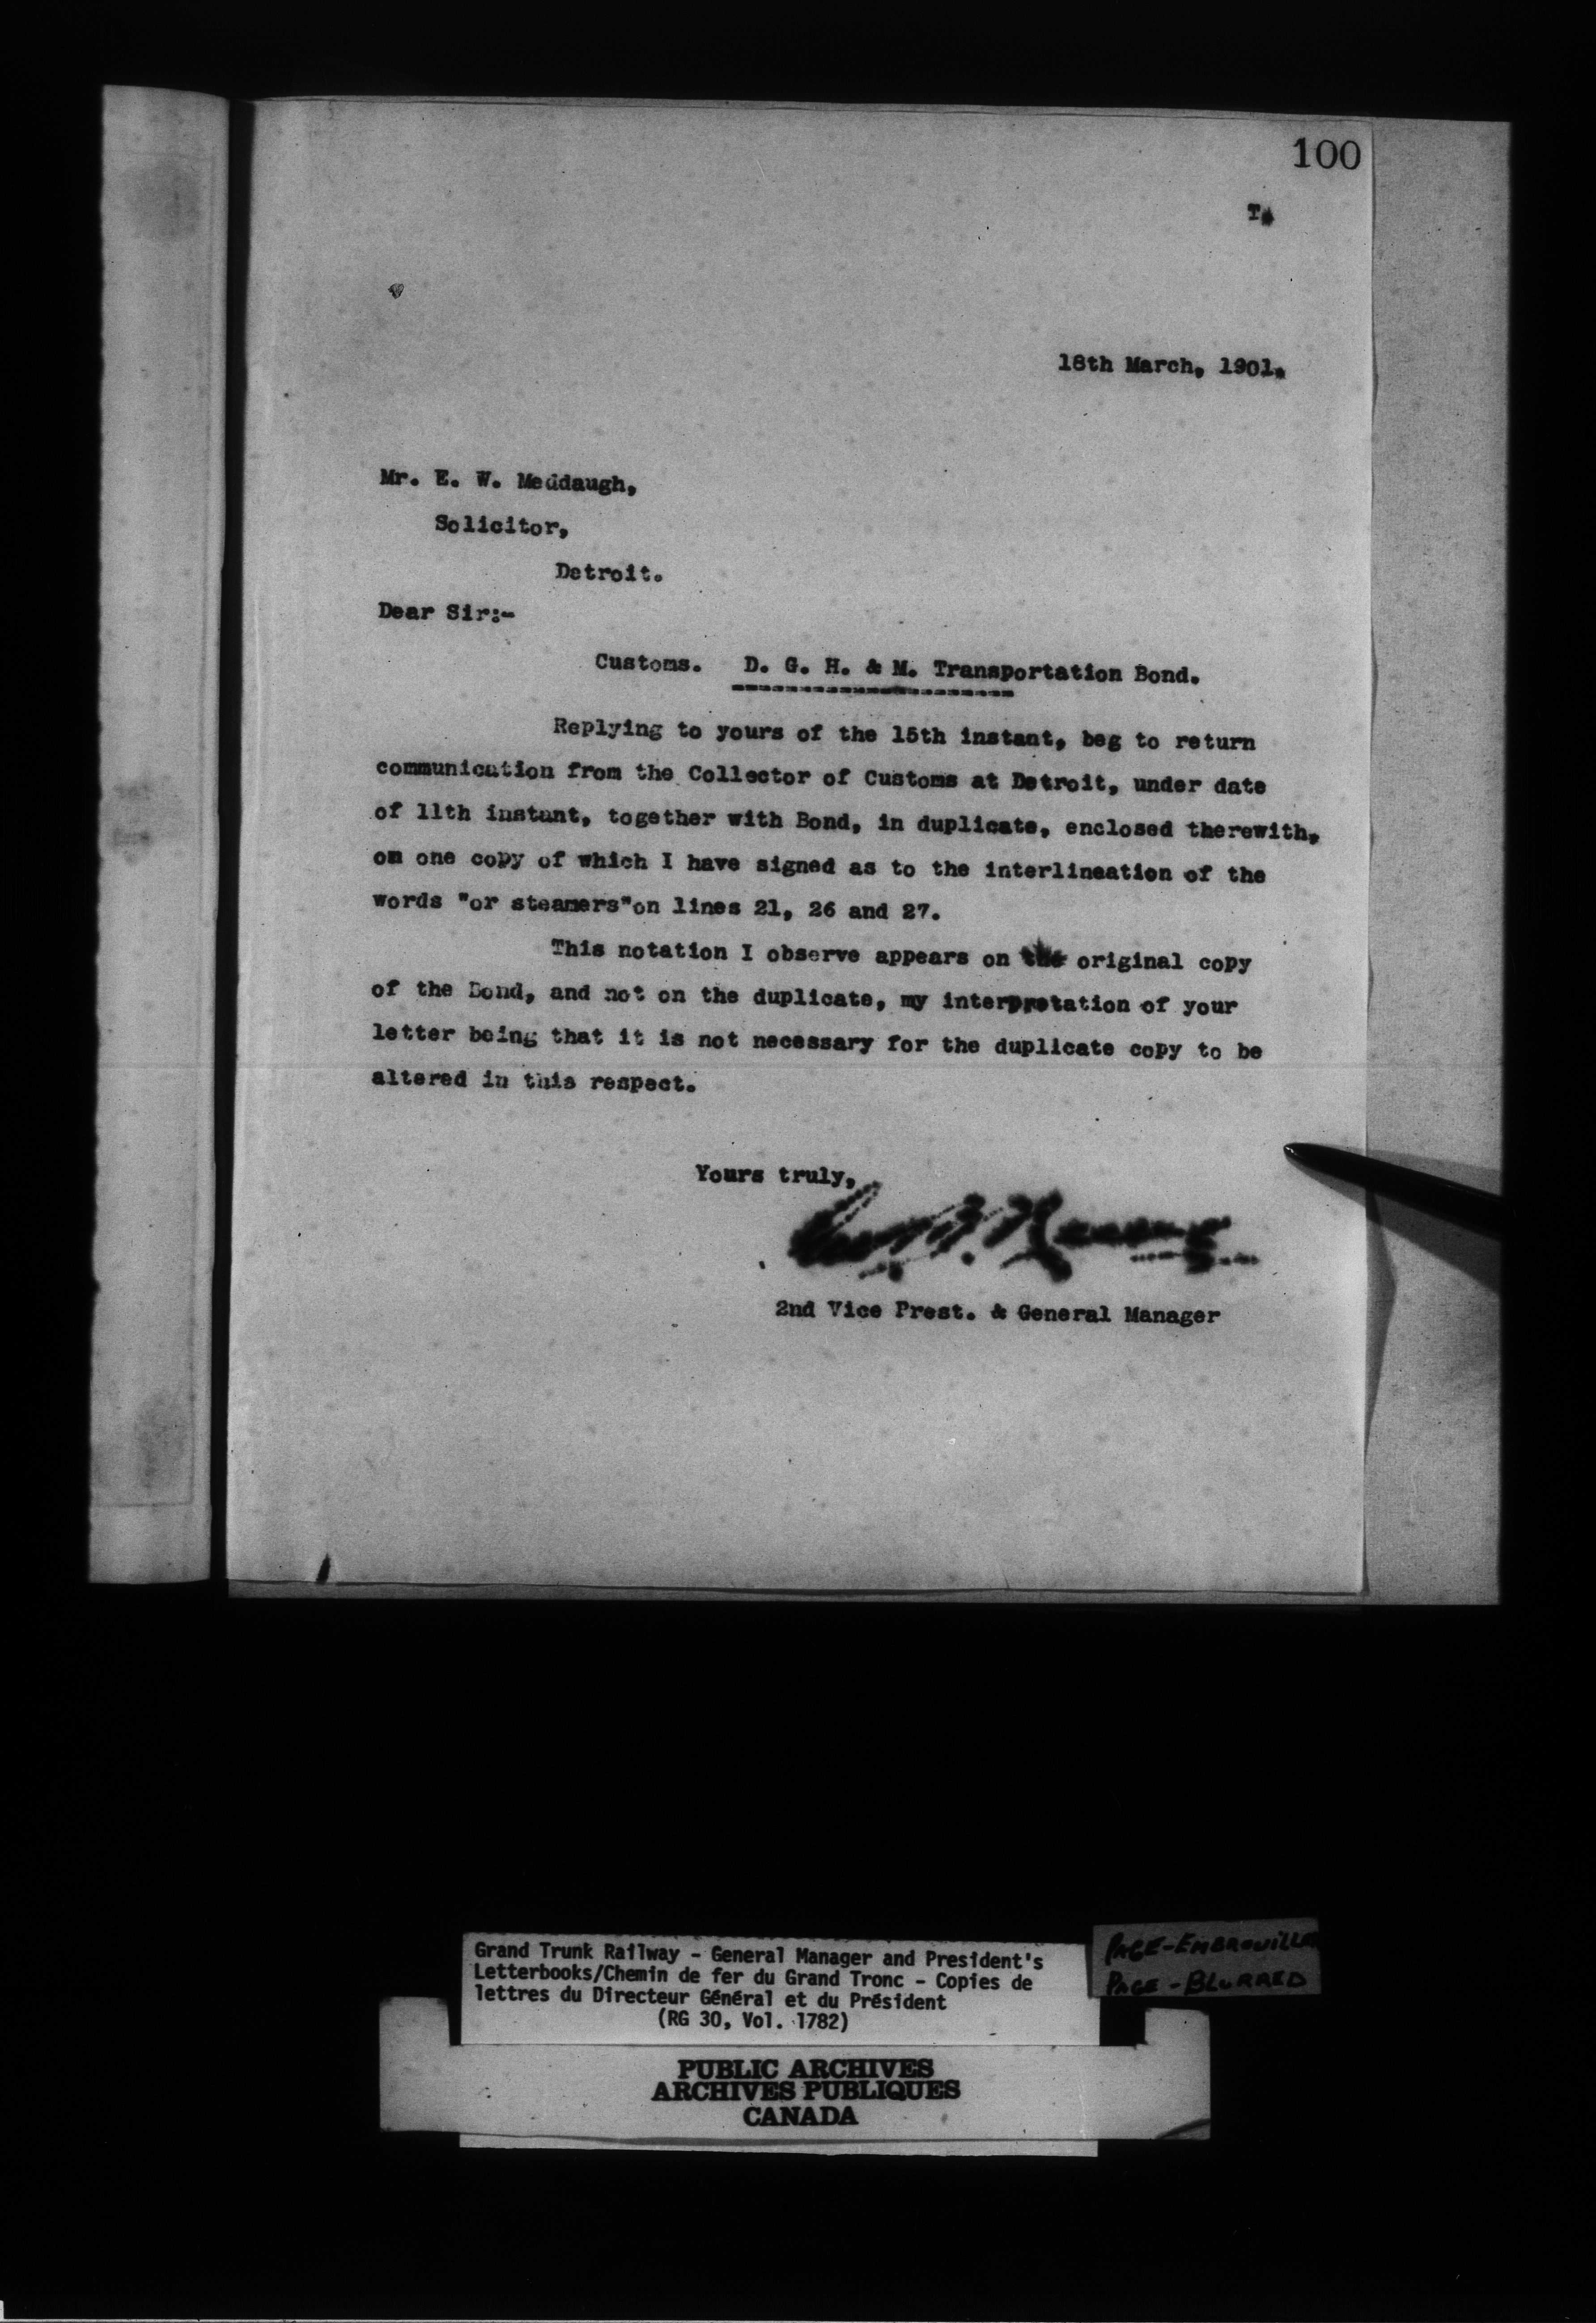 100
T.
18th March, 1901.
Mr. E. W. Meddaugh,
Solicitor,
Detroit.
Dear Sir:-
Customs. D. G. H. & M. Transportation Bond.
Replying to yours of the 15th instant, beg to return
communication from the Collector of Customs at Detroit, under date
of 11th instant, together with Bond, in duplicate, enclosed therewith,
on one copy of which I have signed as to the interlineation of the
words "or steamers"on lines 21, 26 and 27.
This notation I observe appears on the original copy
of the Bond, and not on the duplicate, my interpretation of your
letter being that it is not necessary for the duplicate copy to be
altered in this respect.
Yours truly,
2nd Vice Prest. & General Manager
Grand Trunk Railway - General Manager and President's
Letterbooks/Chemin de fer du Grand Tronc - Copies de
lettres du Directeur Général et du Président
(RG 30, Vol. 1782)
PAGE-EMBROUILLE
PAGE-BLURRED
PUBLIC ARCHIVES
ARCHIVES PUBLIQUES
CANADA